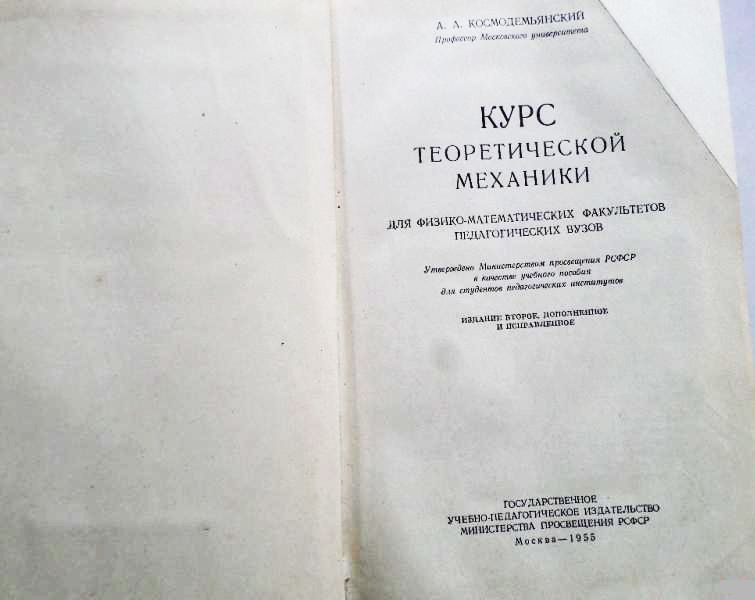 А. А. КОСМОДЕМЬЯНСКИЙ
Профессор Московского университета
КУРС
ТЕОРЕТИЧЕСКОЙ
МЕХАНИКИ
ДЛЯ ФИЗИКО-МАТЕМАТИЧЕСКИХ ФАКУЛЬТЕТОВ
ПЕДАГОГИЧЕСКИХ ВУЗОВ
Утверждено Министерством просвещения РСФСР
в качестве учебного пособия
для студентов педагогических институтов
ИЗДАНИЕ ВТОРОЕ, ДОПОЛНЕННОЕ
И ИСПРАВЛЕННОЕ
ГОСУДАРСТВЕННОЕ
УЧЕБНО-ПЕДАГОГИЧЕСКОЕ ИЗДАТЕЛЬСТВО
МИНИСТЕРСТВА ПРОСВЕЩЕНИЯ РСФСР
Москва — 1955